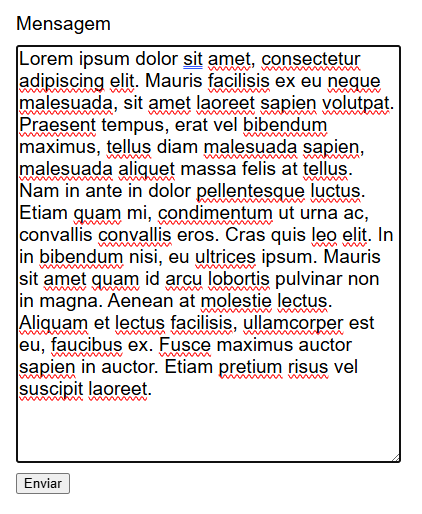 Mensagem
Lorem ipsum dolor sit amet, consectetur
adipiscing elit. Mauris facilisis ex eu neque
malesuada, sit amet laoreet sapien volutpat.
Praesent tempus, erat vel bibendum
maximus, tellus diam malesuada sapien,
malesuada aliquet massa felis at tellus.
Nam in ante in dolor pellentesque luctus.
Etiam quam mi, condimentum ut urna ac,
convallis convallis eros. Cras quis leo elit. In
in bibendum nisi, eu ultrices ipsum. Mauris
sit amet quam id arcu lobortis pulvinar non
in magna. Aenean at molestie lectus.
Aliquam et lectus facilisis, ullamcorper est
eu, faucibus ex. Fusce maximus auctor
sapien in auctor. Etiam pretium risus vel
suscipit laoreet.
Enviar